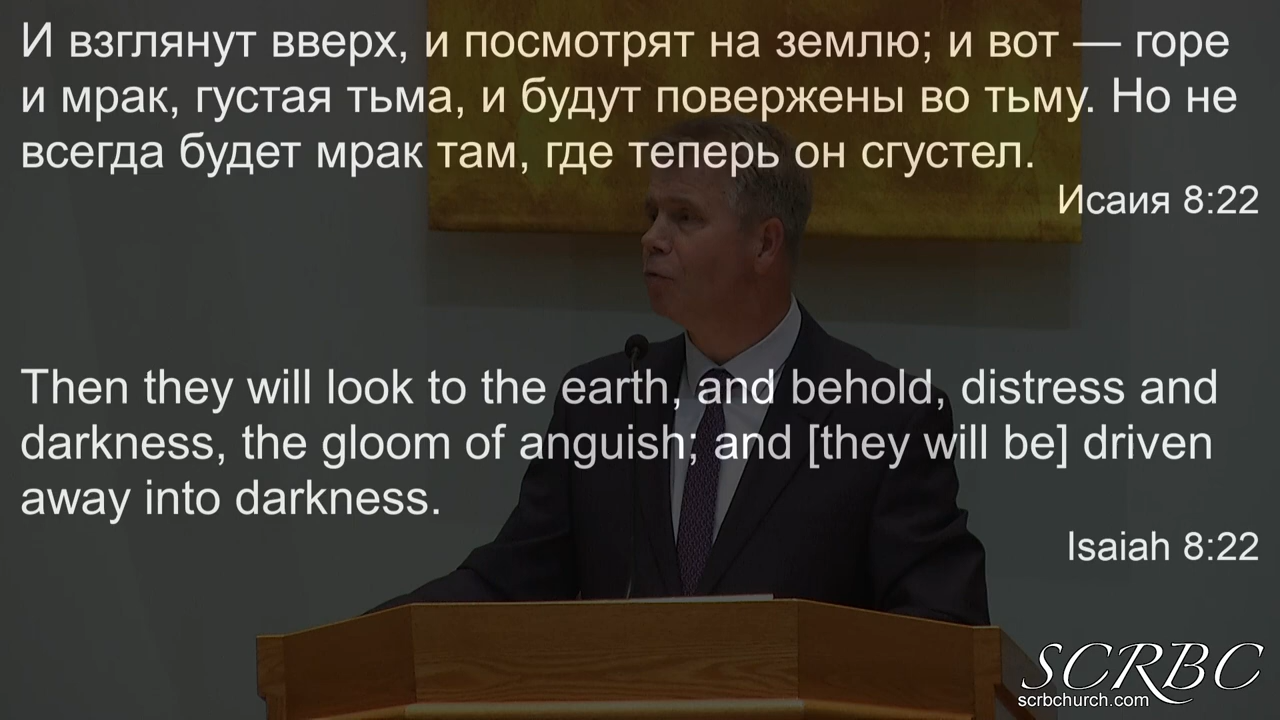 И взглянут вверх, и посмотрят на землю; и вот — горе
и мрак, густая тьма, и будут повержены во тьму. Но не
всегда будет мрак там, где теперь он сгустел.
Исаия 8:22
Then they will look to the earth, and behold, distress and
darkness, the gloom of anguish; and [they will be] driven
away into darkness.
Isaiah 8:22
SCRBC
scrbchurch.com